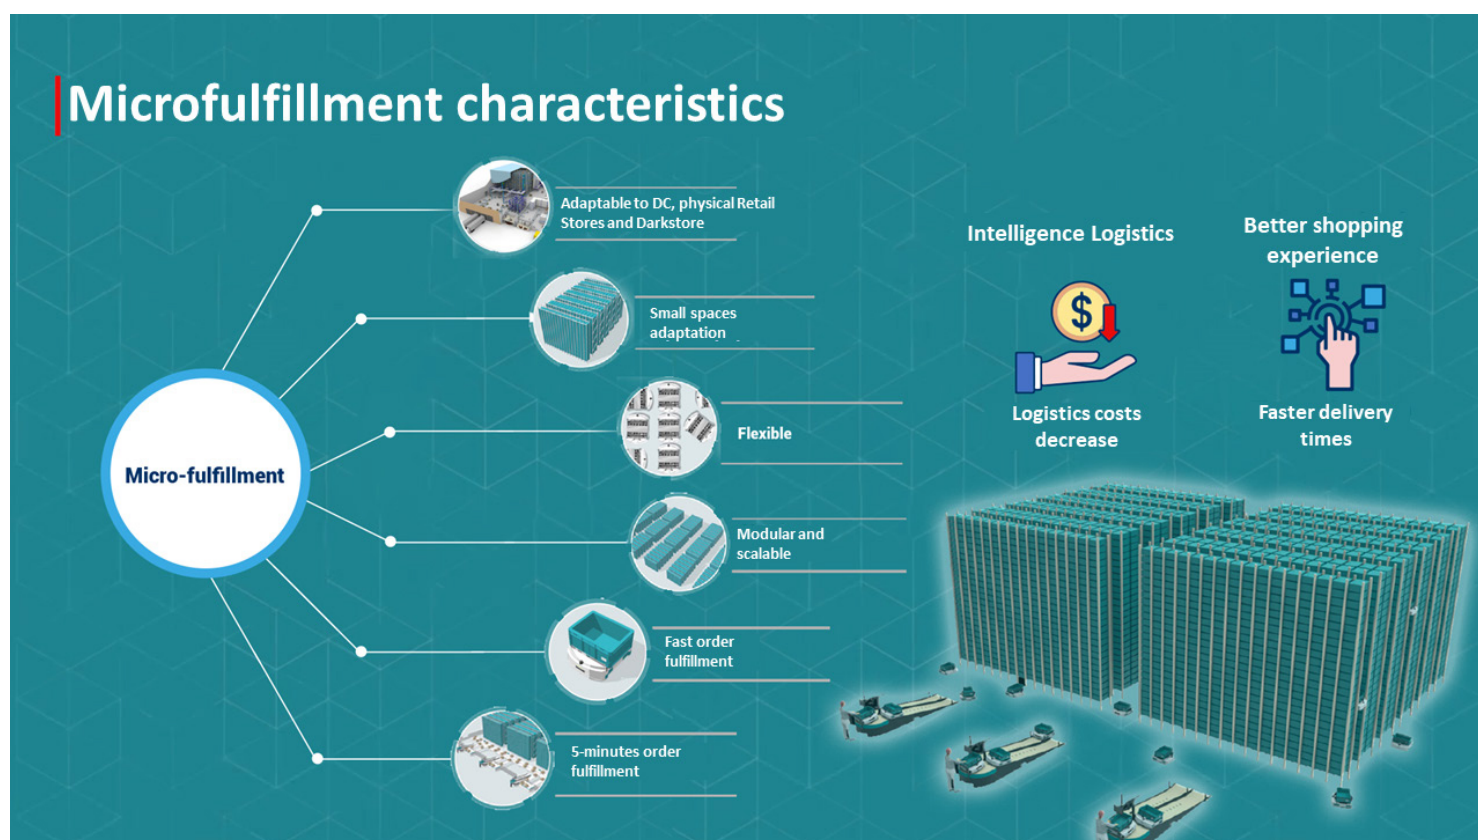 Microfulfillment characteristics
Micro-fulfillment
Adaptable to DC, physical Retail
Stores and Darkstore
Small spaces
adaptation
Flexible
Modular and
scalable
Fast order
fulfillment
5-minutes order
fulfillment
Intelligence Logistics
$
Logistics costs
decrease
Better shopping
experience
Faster delivery
times